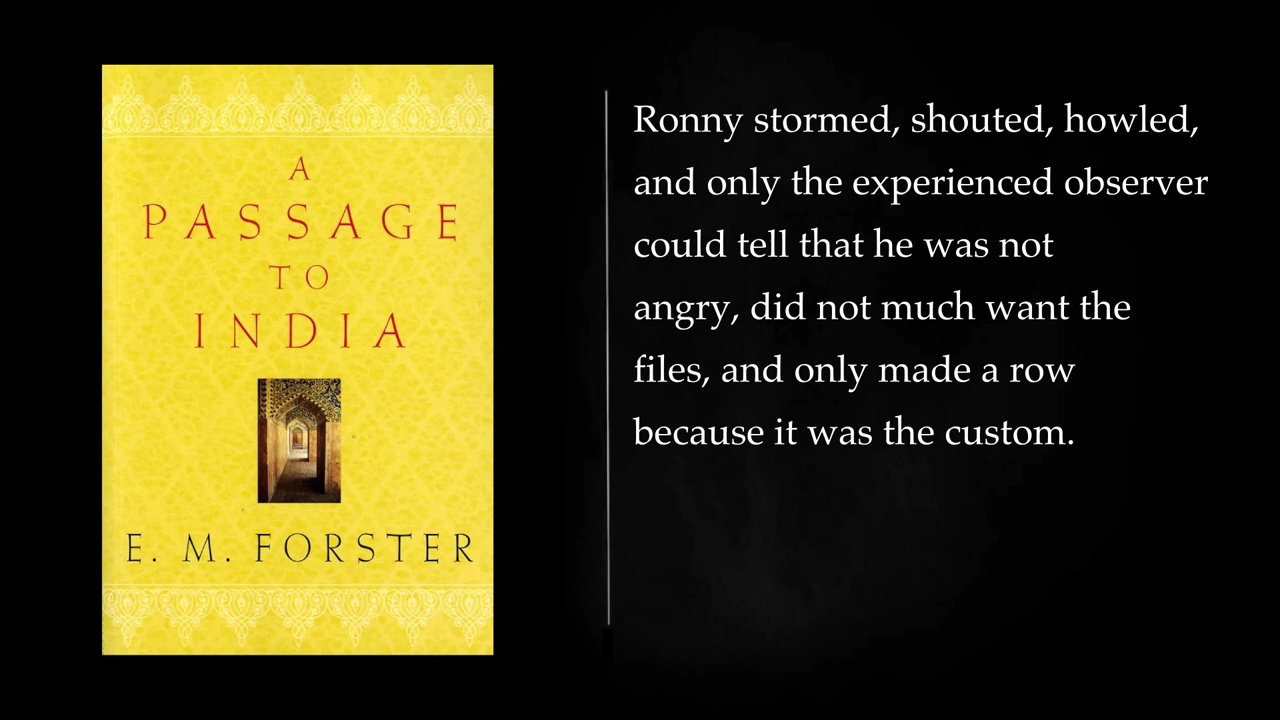 A
PASSAGE
TO
INDIA
E. M. FORSTER
Ronny stormed, shouted, howled,
and only the experienced observer
could tell that he was not
angry, did not much want the
files, and only made a row
because it was the custom.